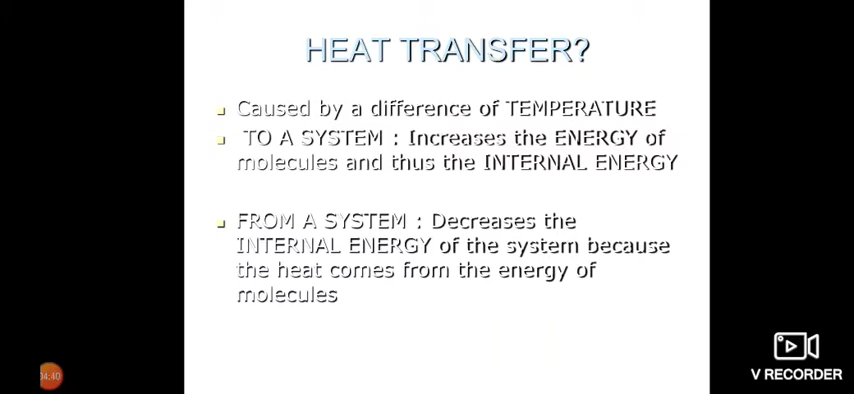 HEAT TRANSFER?
Caused by a difference of TEMPERATURE
TO A SYSTEM : Increases the ENERGY of
molecules and thus the INTERNAL ENERGY
FROM A SYSTEM : Decreases the
INTERNAL ENERGY of the system because
the heat comes from the energy of
molecules
04:40
V RECORDER